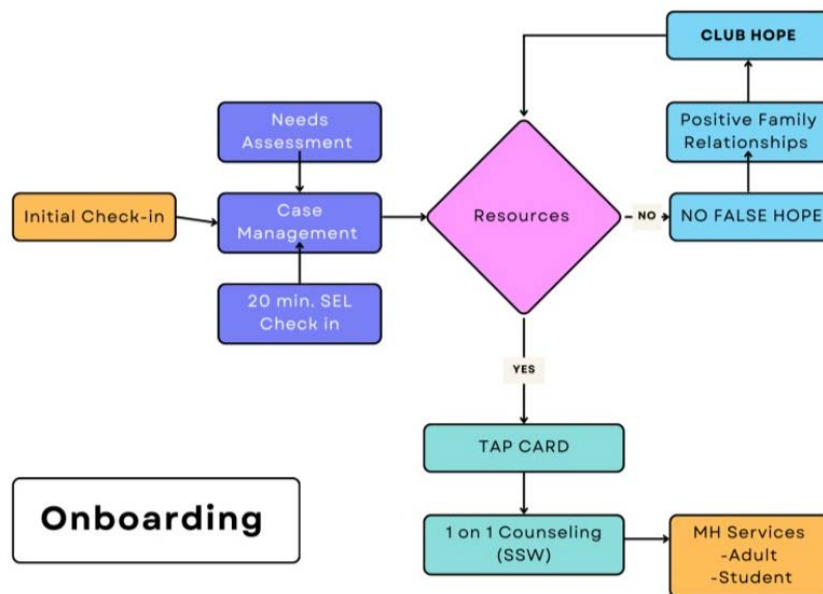 CLUB HOPE
Needs
Assessment
Positive Family
Relationships
Initial Check-in
Case
Management
Resources
NO
NO FALSE HOPE
20 min. SEL
Check in
YES
TAP CARD
Onboarding
1 on 1 Counseling
(SSW)
MH Services
-Adult
-Student